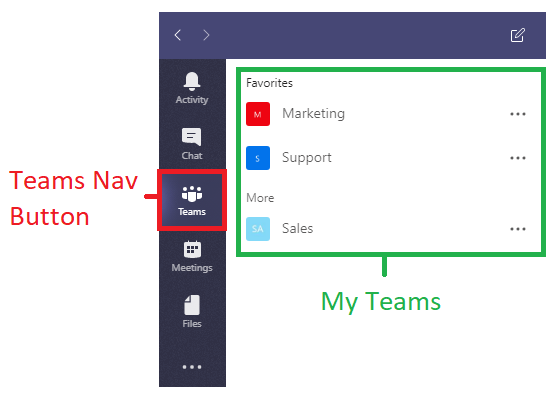 Favorites
Activity
M Marketing
Chat
S Support
Teams Nav
Button
Teams
More
SA Sales
Meetings
My Teams
Files